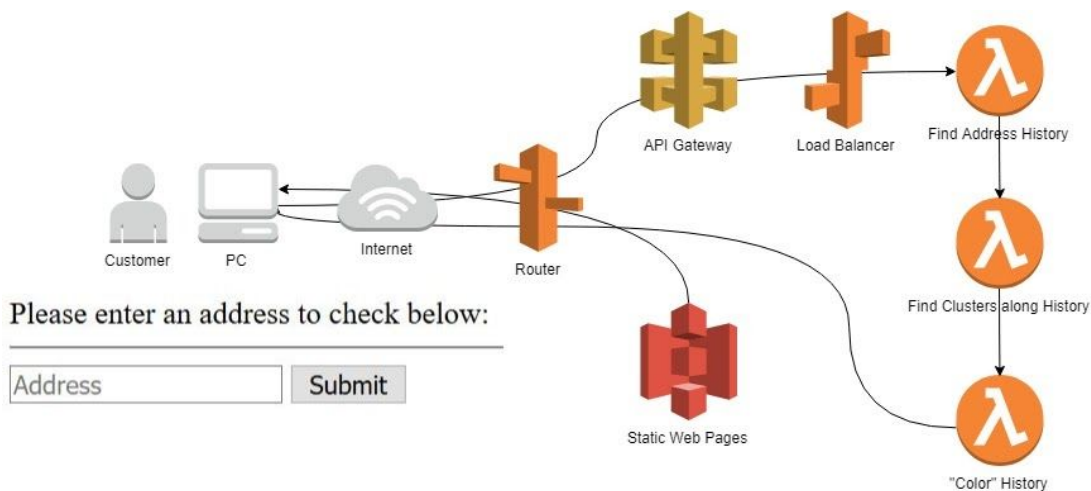 API Gateway
Load Balancer
Find Address History
Customer
PC
Internet
Router
Find Clusters along History
Please enter an address to check below:
Address
Submit
Static Web Pages
"Color" History